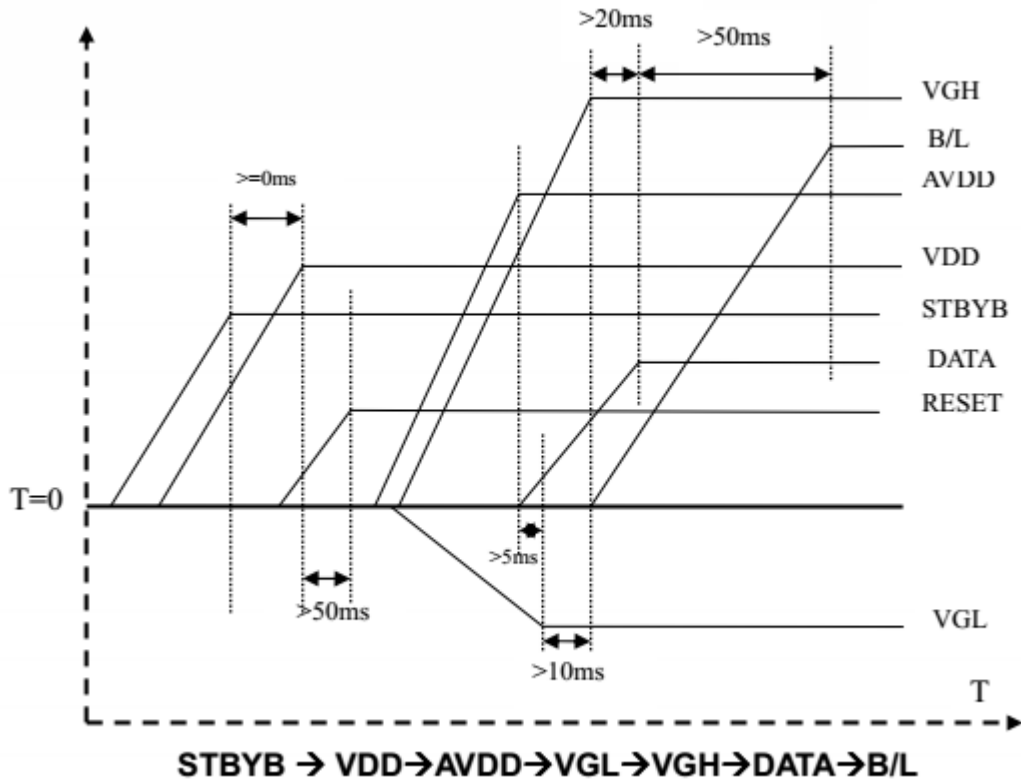 >20ms
>50ms
VGH
B/L
AVDD
>=0ms
VDD
STBYB
DATA
RESET
T=0
>5ms
>50ms
VGL
>10ms
T
STBYB → VDD→AVDD→VGL→VGH→DATA→B/L